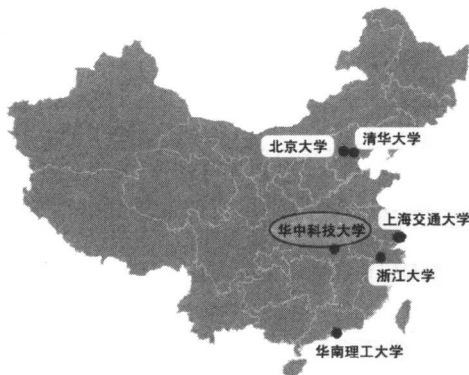 北京大学
清华大学
上海交通大学
华中科技大学
浙江大学
华南理工大学